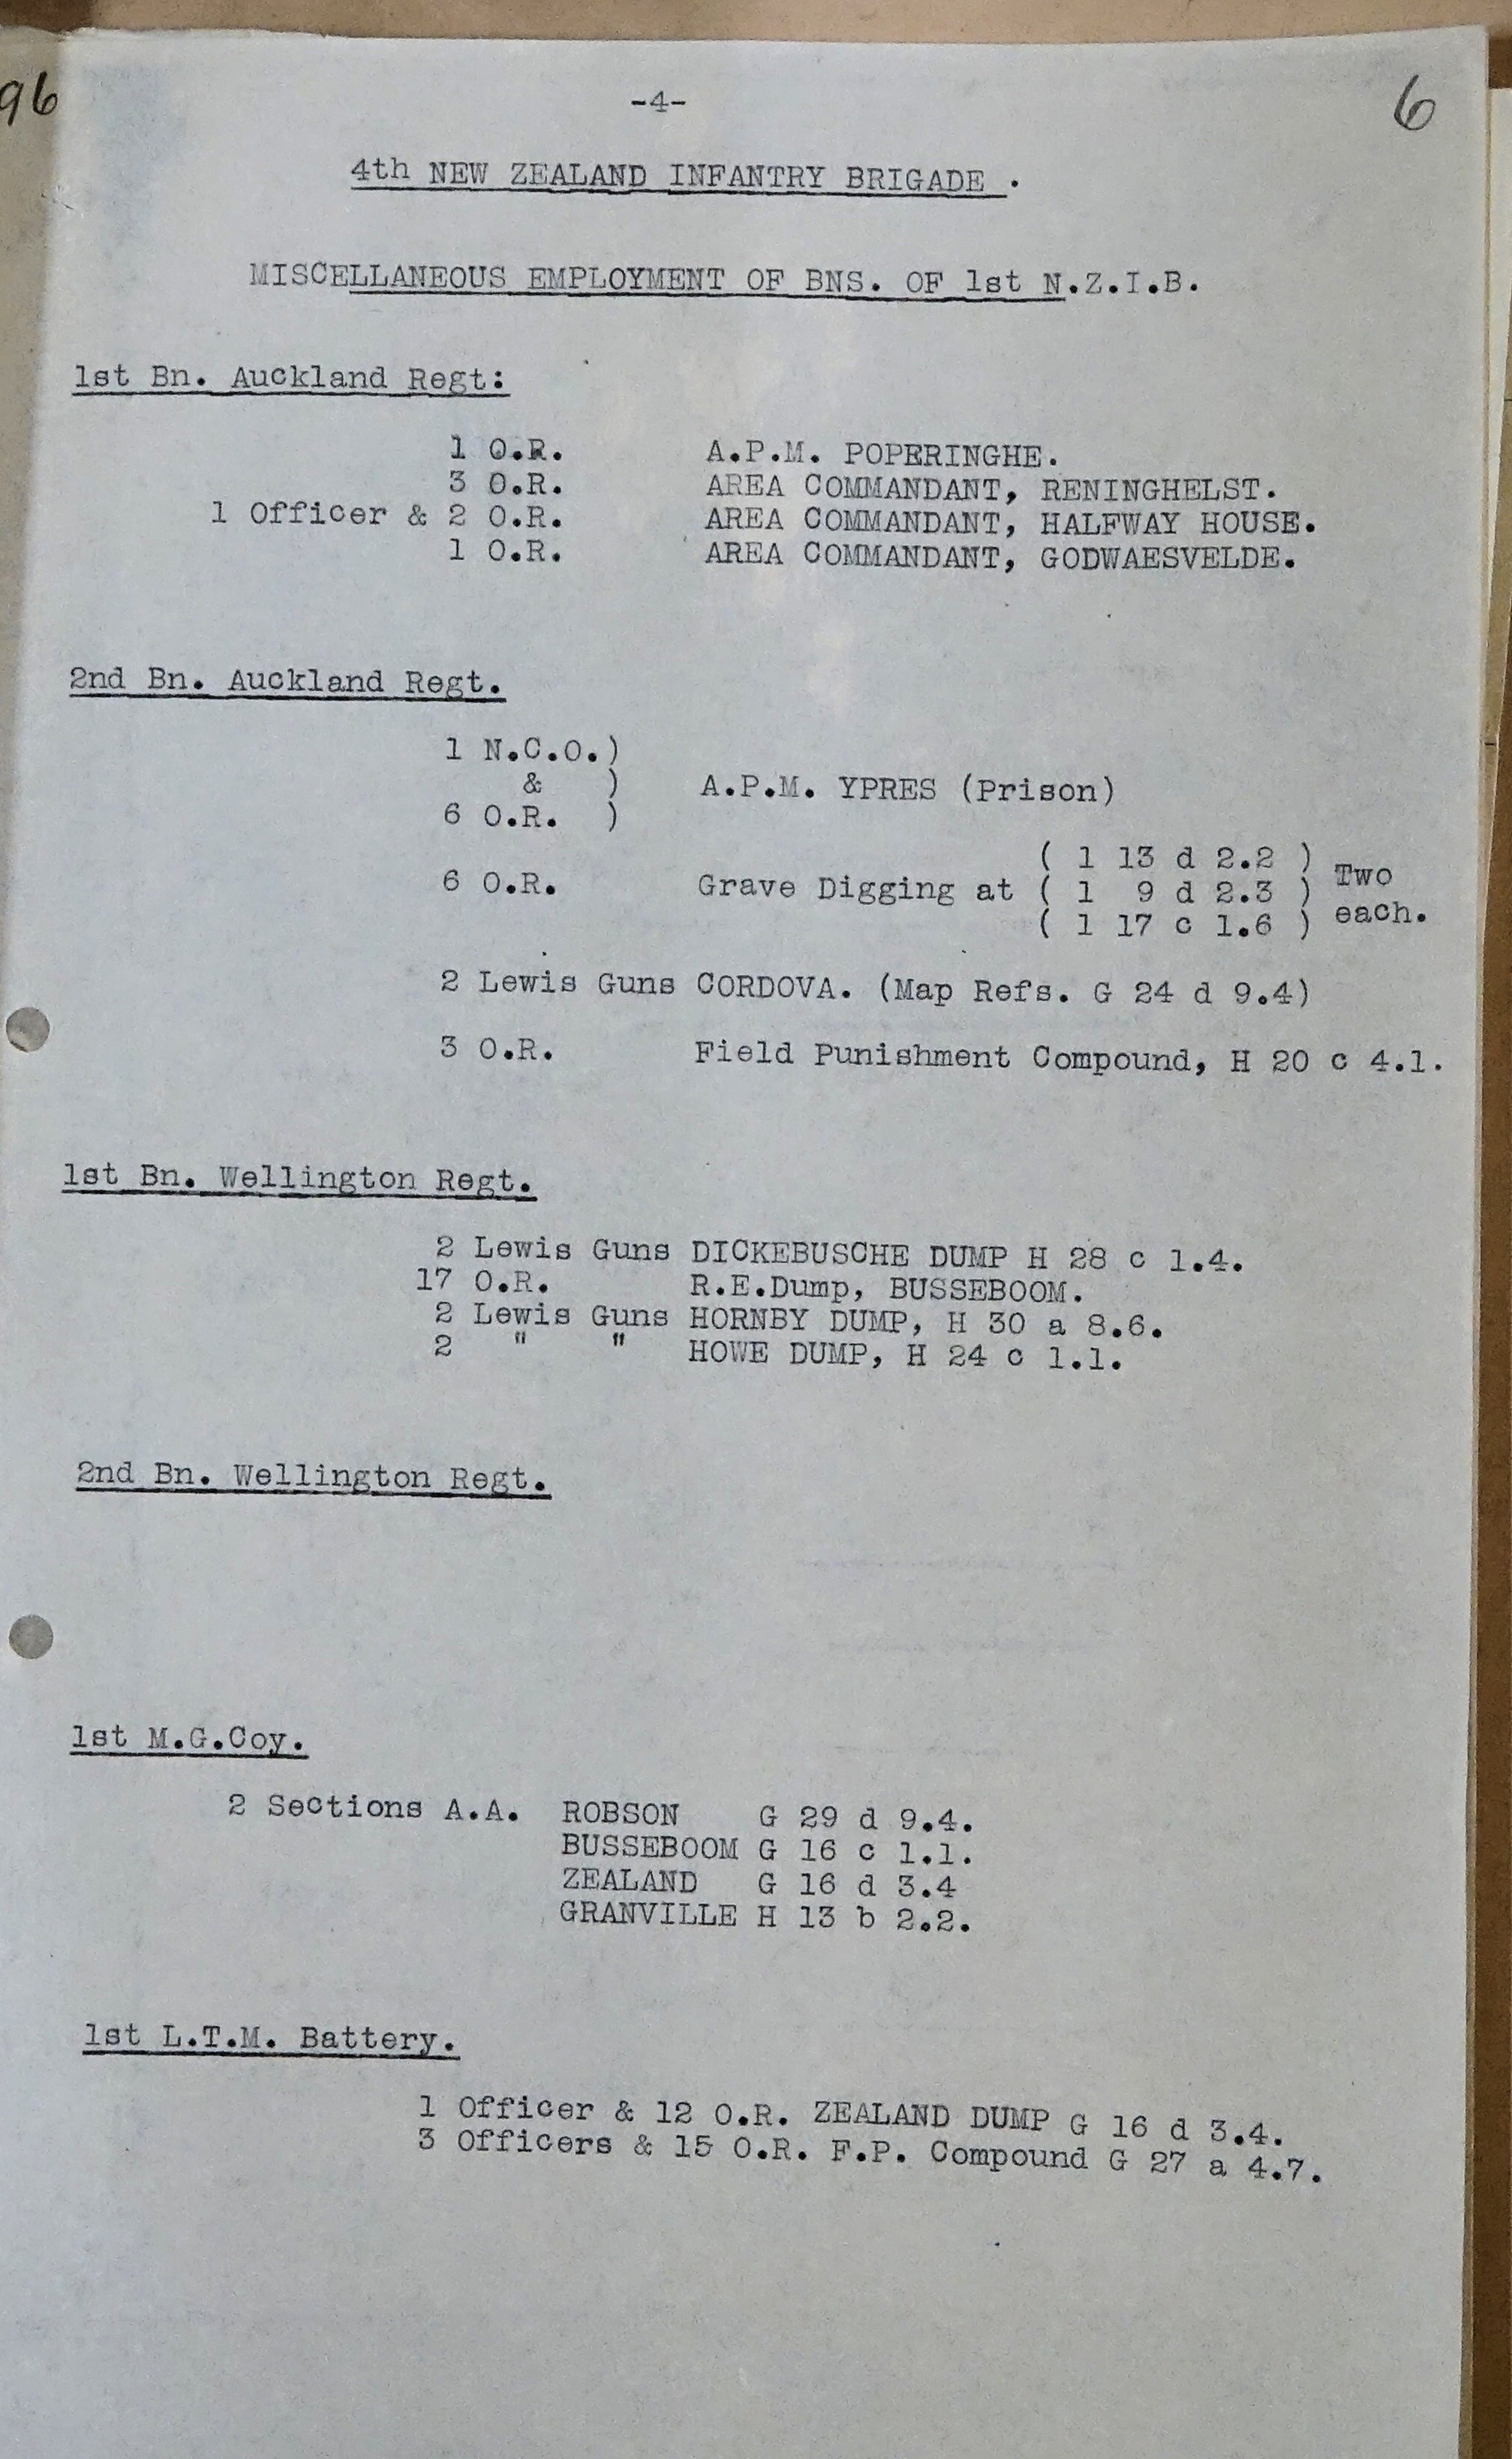 96
-4-
6
4th NEW ZEALAND INFANTRY BRIGADE .
MISCELLANEOUS EMPLOYMENT OF BNS. OF 1st N.Z.I.B.
1st Bn. Auckland Regt:
1 O.R. A.P.M. POPERINGHE.
3 O.R. AREA COMMANDANT, RENINGHELST.
1 Officer & 2 O.R. AREA COMMANDANT, HALFWAY HOUSE.
1 O.R. AREA COMMANDANT, GODWAESVELDE.
2nd Bn. Auckland Regt.
1 N.C.O.)
& ) A.P.M. YPRES (Prison)
6 O.R. )
( 1 13 d 2.2 ) Two
6 O.R. Grave Digging at ( 1 9 d 2.3 )
( 1 17 c 1.6 ) each.
2 Lewis Guns CORDOVA. (Map Refs. G 24 d 9.4)
3 O.R. Field Punishment Compound, H 20 c 4.1.
1st Bn. Wellington Regt.
2 Lewis Guns DICKEBUSCHE DUMP H 28 c 1.4.
17 O.R. R.E.Dump, BUSSEBOOM.
2 Lewis Guns HORNBY DUMP, H 30 a 8.6.
2 " " HOWE DUMP, H 24 c 1.1.
2nd Bn. Wellington Regt.
1st M.G.Coy.
2 Sections A.A. ROBSON G 29 d 9.4.
BUSSEBOOM G 16 c 1.1.
ZEALAND G 16 d 3.4
GRANVILLE H 13 b 2.2.
1st L.T.M. Battery.
1 Officer & 12 O.R. ZEALAND DUMP G 16 d 3.4.
3 Officers & 15 O.R. F.P. Compound G 27 a 4.7.